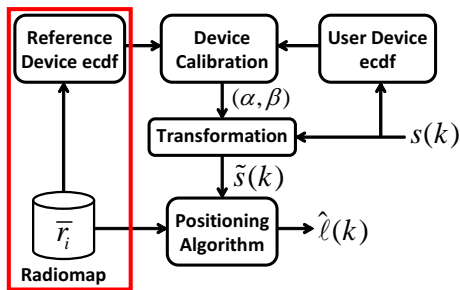 Reference
Device ecdf
Device
Calibration
User Device
ecdf
(α, β)
Transformation
s(k)
s̃(k)
r̅ᵢ
Positioning
Algorithm
ℓ̂(k)
Radiomap